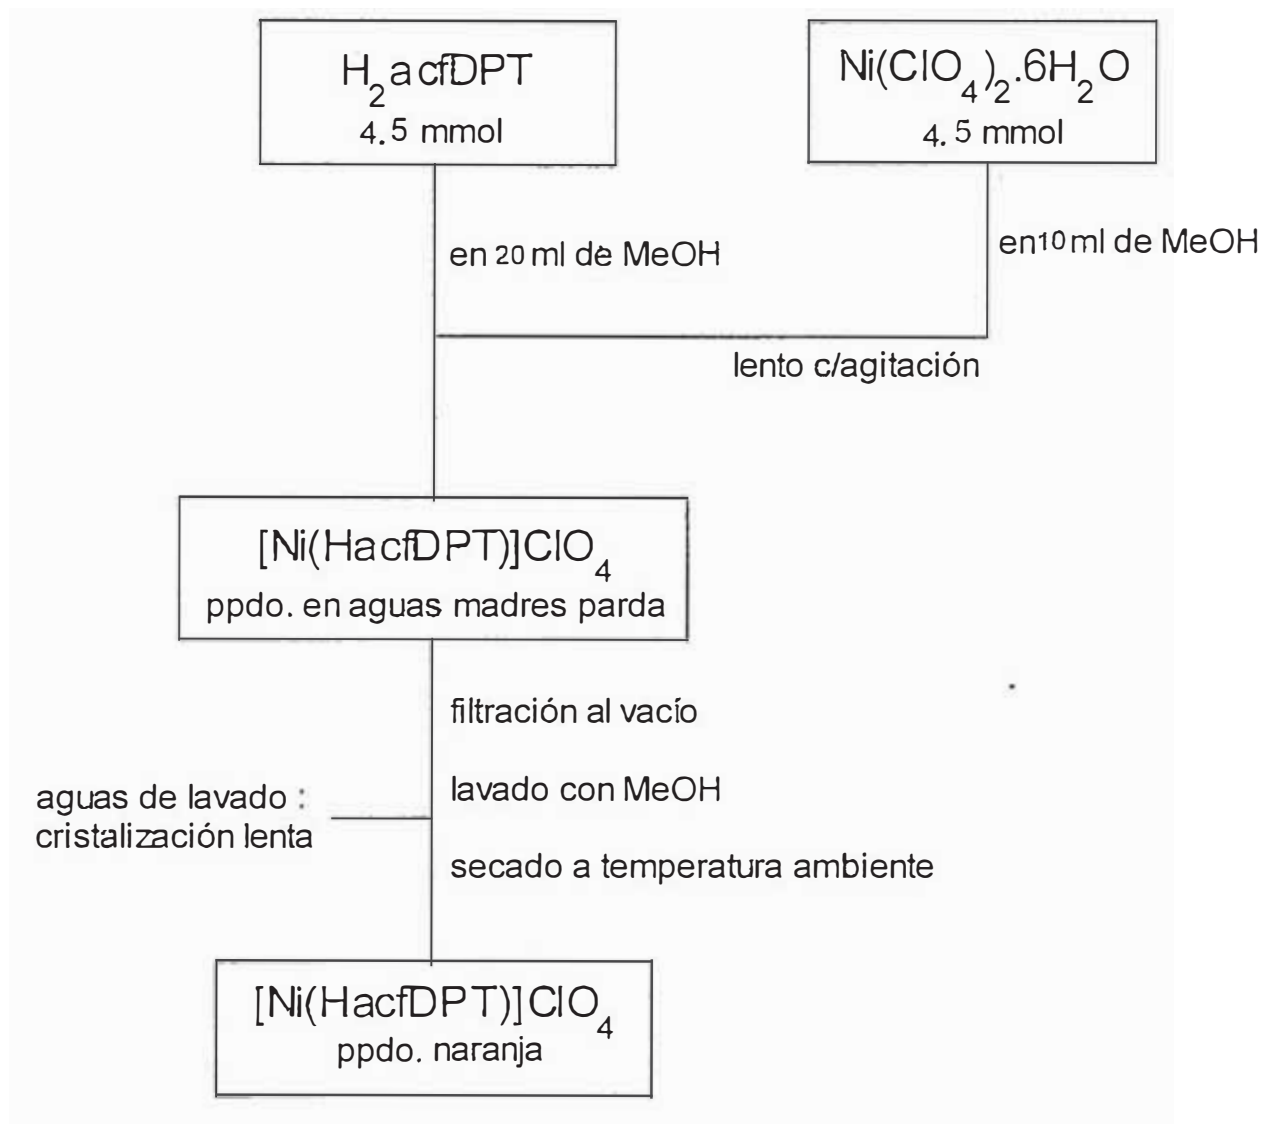 H2acfDPT
4.5 mmol
Ni(ClO4)2.6H2O
4.5 mmol
en 20 ml de MeOH
en 10 ml de MeOH
lento c/agitación
[Ni(HacfDPT)]ClO4
ppdo. en aguas madres parda
filtración al vacío
lavado con MeOH
aguas de lavado :
cristalización lenta
secado a temperatura ambiente
[Ni(HacfDPT)]ClO4
ppdo. naranja